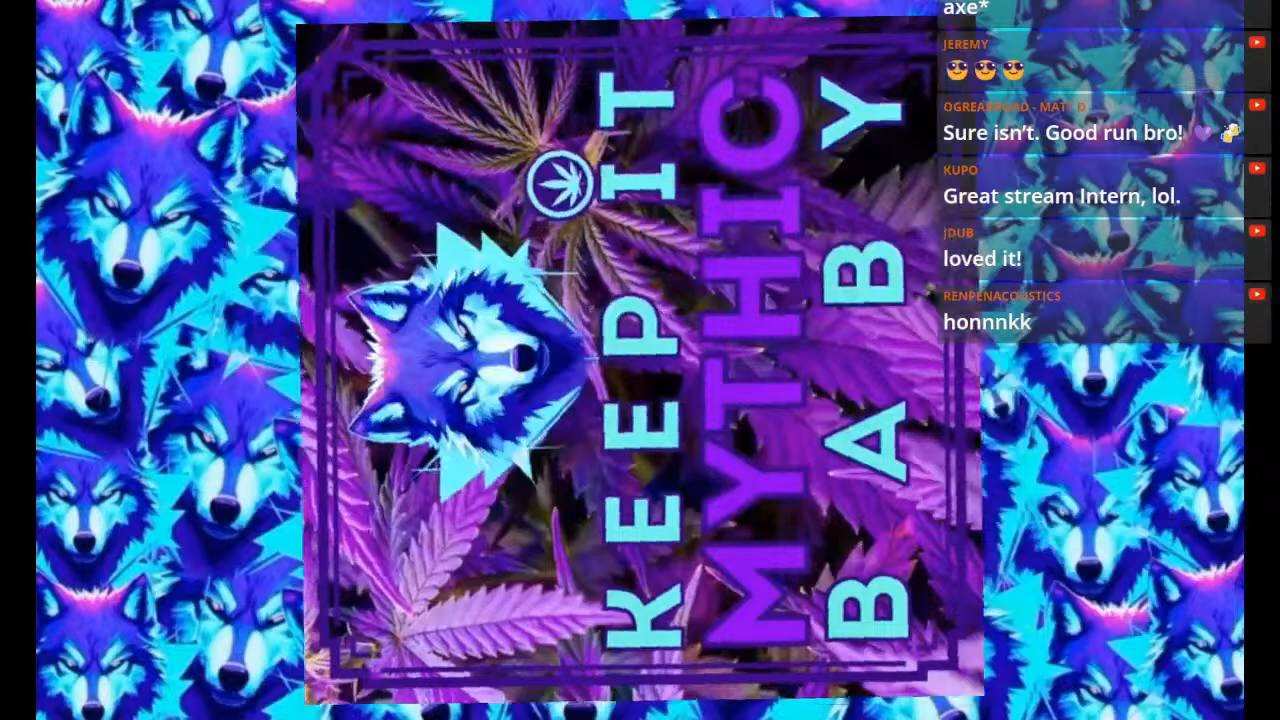 KEEP IT
MYTHIC
BABY
axe*
JEREMY
😎😎😎
OGREABROAD - MATT D
Sure isn't. Good run bro! 💜 🍻
KUPO
Great stream Intern, lol.
JDUB
loved it!
RENPENACOUSTICS
honnnkk